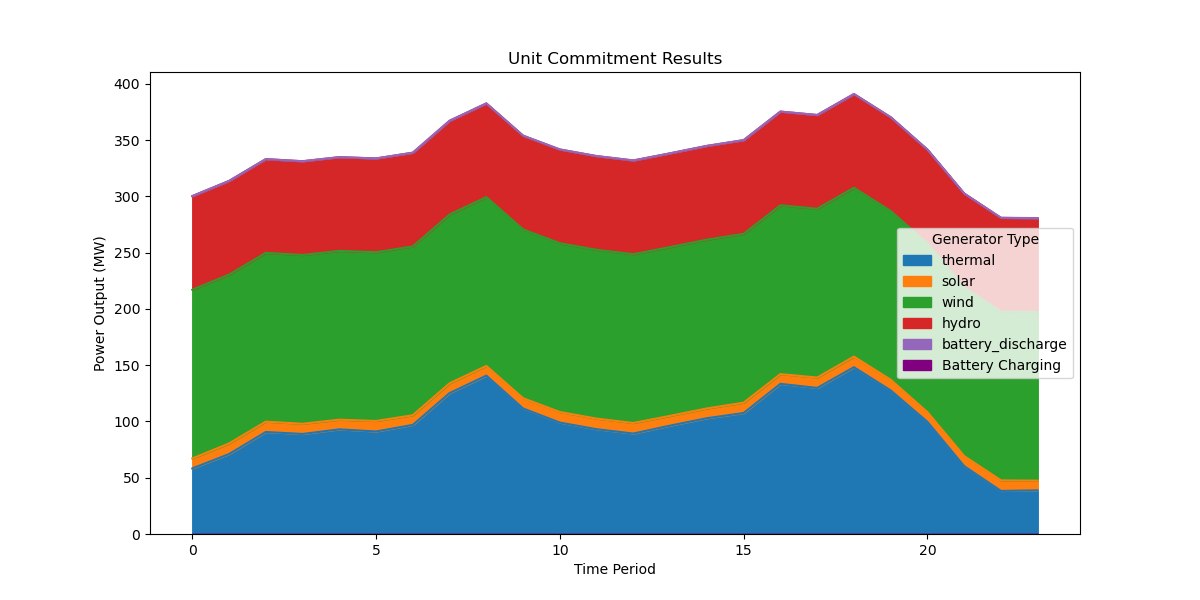 Unit Commitment Results
Power Output (MW)
400
350
300
250
200
150
100
50
0
0 5 10 15 20
Time Period
Generator Type
thermal
solar
wind
hydro
battery_discharge
Battery Charging